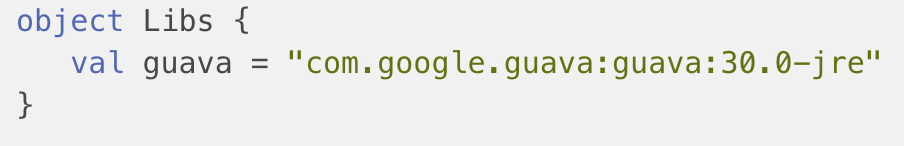 object Libs {
   val guava = "com.google.guava:guava:30.0-jre"
}